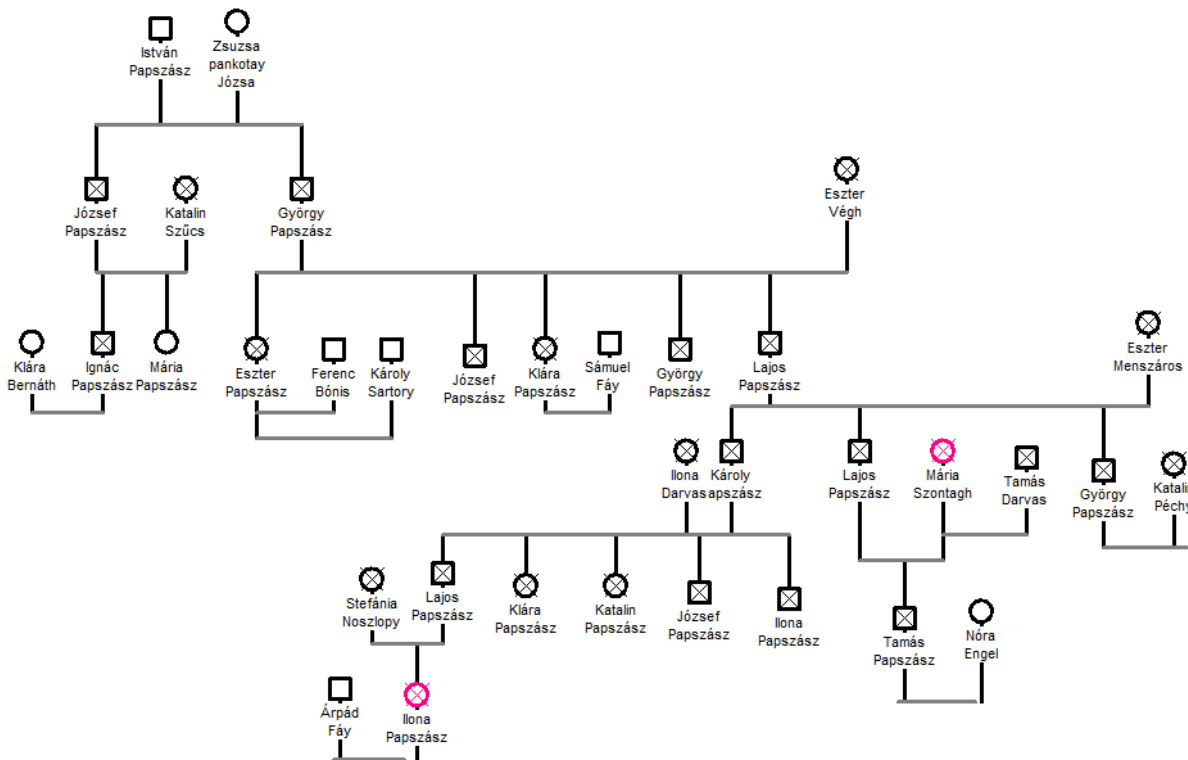 István
Papszász
Zsuzsa
pankotay
Józsa
József
Papszász
Katalin
Szűcs
György
Papszász
Eszter
Végh
Klára
Bernáth
Ignác
Papszász
Mária
Papszász
Eszter
Papszász
Ferenc
Bónis
Károly
Sartory
József
Papszász
Klára
Papszász
Sámuel
Fáy
György
Papszász
Lajos
Papszász
Eszter
Menszáros
Ilona
Darvas
Károly
apszász
Lajos
Papszász
Mária
Szontagh
Tamás
Darvas
György
Papszász
Katalin
Péchy
Stefánia
Noszlopy
Lajos
Papszász
Klára
Papszász
Katalin
Papszász
József
Papszász
Ilona
Papszász
Tamás
Papszász
Nóra
Engel
Árpád
Fáy
Ilona
Papszász